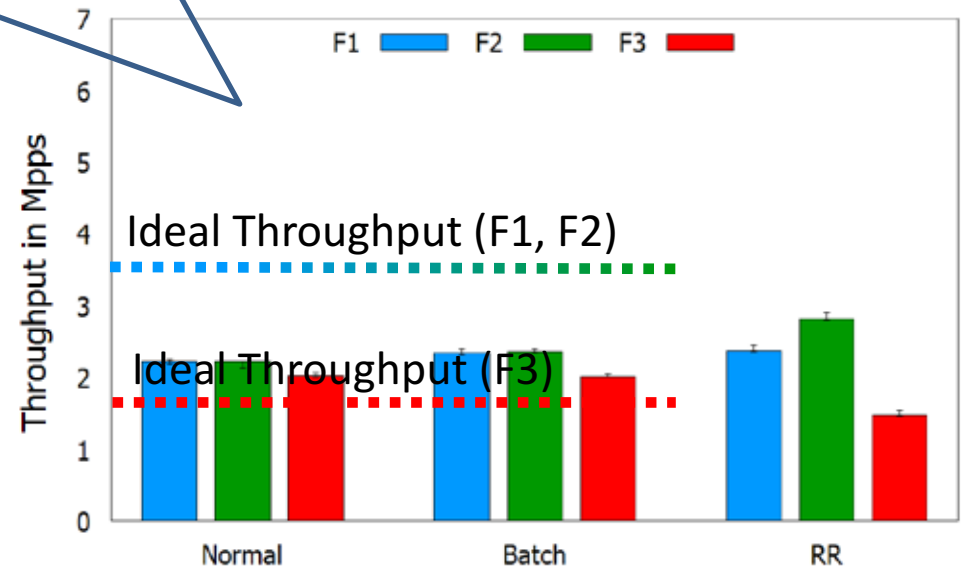 7
6
5
4
3
2
1
0
Throughput in Mpps
F1 F2 F3
Ideal Throughput (F1, F2)
Ideal Throughput (F3)
Normal Batch RR